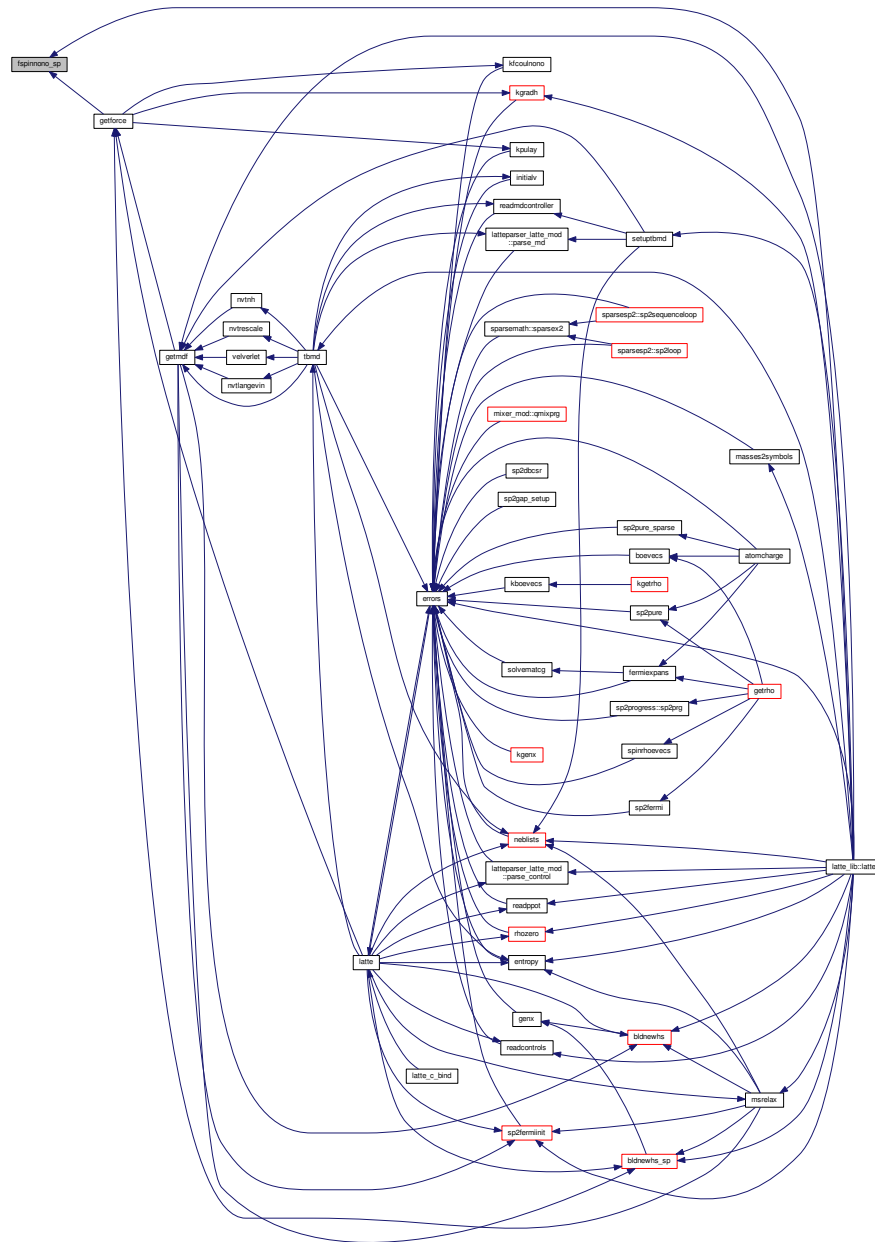 fspinnono_sp
kfcoulnono
kgradh
getforce
kpulay
initialv
readmdcontroller
latteparser_latte_mod
::parse_md
setuptbmd
nvtnh
sparsesp2::sp2sequenceloop
nvtrescale
sparsemath::sparsex2
getmdf
velverlet
tbmd
sparsesp2::sp2loop
nvtlangevin
mixer_mod::qmixprg
masses2symbols
sp2dbcsr
sp2gap_setup
sp2pure_sparse
boevecs
atomcharge
kboevecs
kgetrho
errors
sp2pure
solvematcg
fermiexpans
getrho
sp2progress::sp2prg
kgenx
spinrhoevecs
sp2fermi
neblists
latteparser_latte_mod
::parse_control
latte_lib::latte
readppot
rhozero
latte
entropy
genx
bldnewhs
readcontrols
latte_c_bind
msrelax
sp2fermiinit
bldnewhs_sp